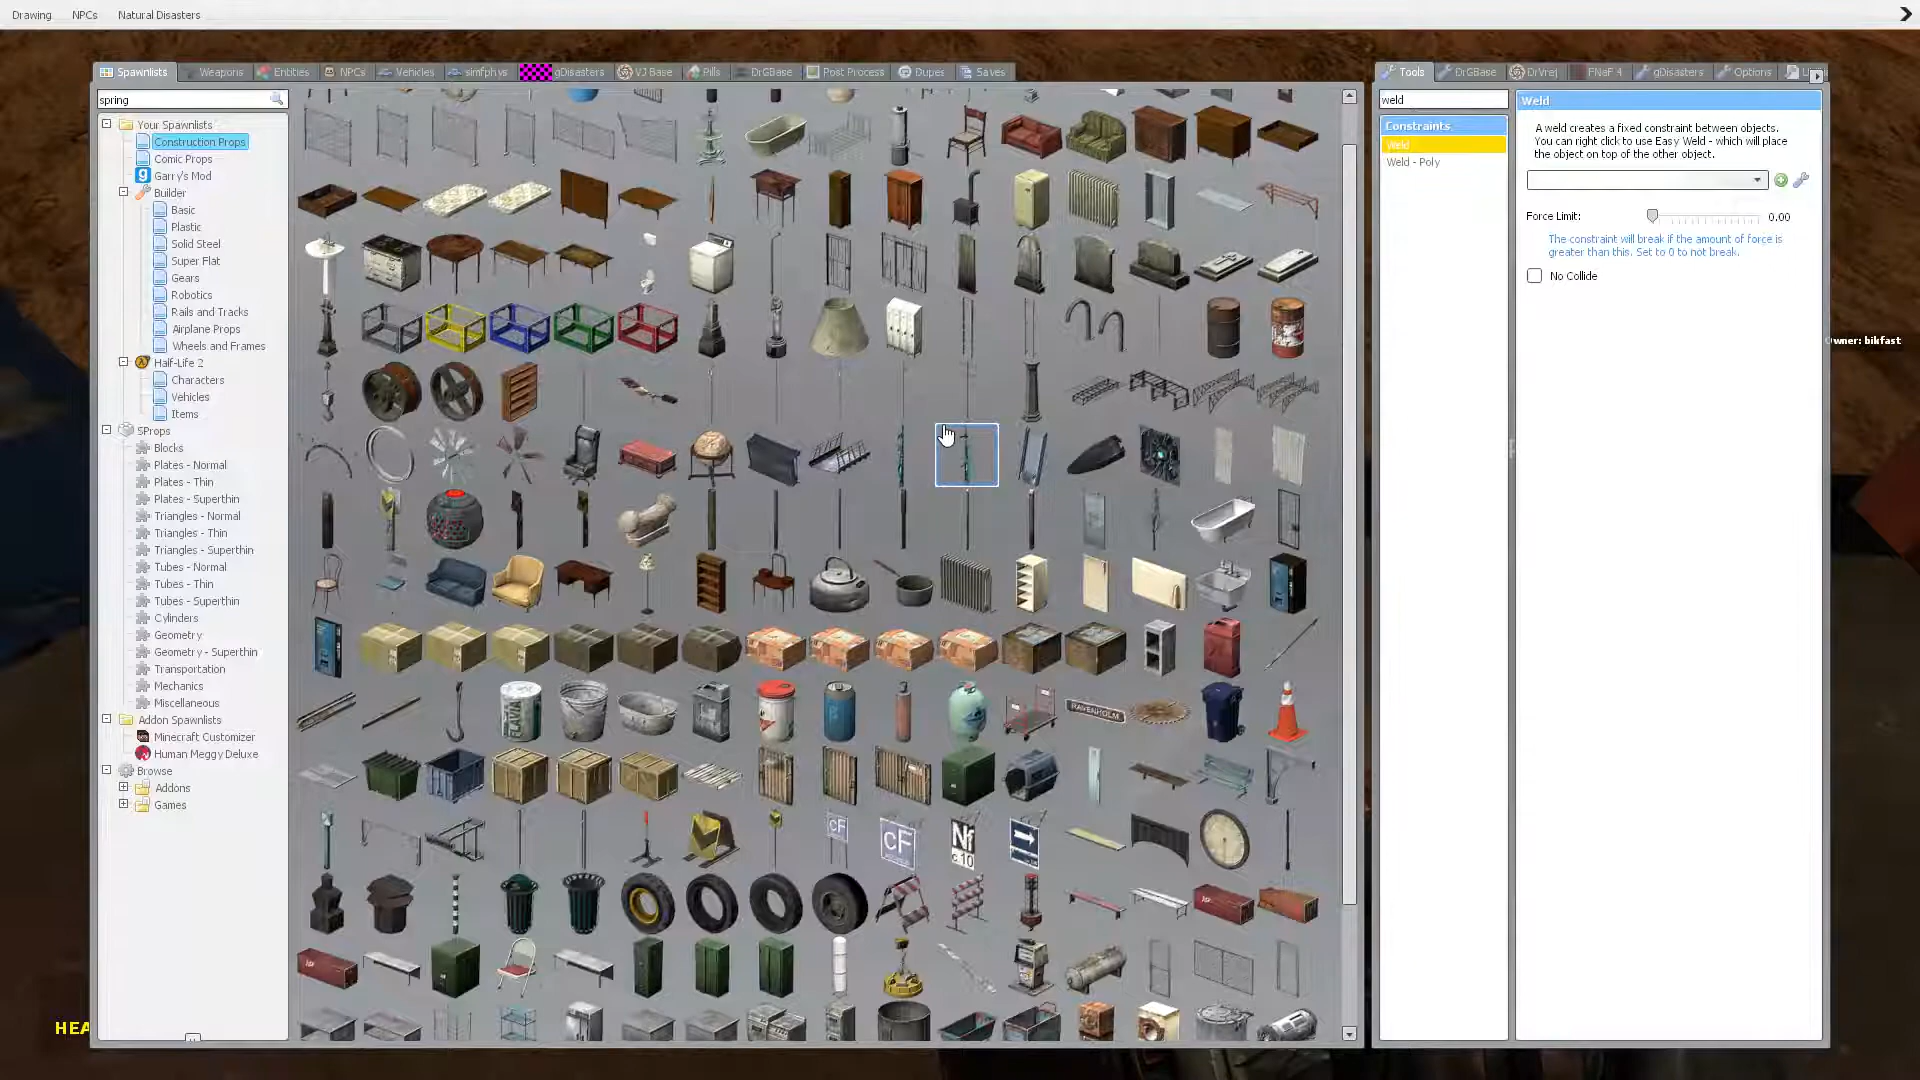 Drawing NPCs Natural Disasters
Spawnlists Weapons Entities NPCs Vehicles simfphys gDisasters VJ Base Pills DrGBase Post Process Dupes Saves
Tools DrGBase DrVrej FNaF 4 gDisasters Options
spring
Your Spawnlists
Construction Props
Comic Props
Garry's Mod
Builder
Basic
Plastic
Solid Steel
Super Flat
Gears
Robotics
Rails and Tracks
Airplane Props
Wheels and Frames
Half-Life 2
Characters
Vehicles
Items
SProps
Blocks
Plates - Normal
Plates - Thin
Plates - Superthin
Triangles - Normal
Triangles - Thin
Triangles - Superthin
Tubes - Normal
Tubes - Thin
Tubes - Superthin
Cylinders
Geometry
Geometry - Superthin
Transportation
Mechanics
Miscellaneous
Addon Spawnlists
Minecraft Customizer
Human Meggy Deluxe
Browse
Addons
Games
RAVENHOLM
cF
cF
Nf
c.10
weld
Constraints
Weld
Weld - Poly
Weld
A weld creates a fixed constraint between objects.
You can right click to use Easy Weld - which will place
the object on top of the other object.
Force Limit: 0.00
The constraint will break if the amount of force is
greater than this. Set to 0 to not break.
No Collide
Owner: bikfast
HEA